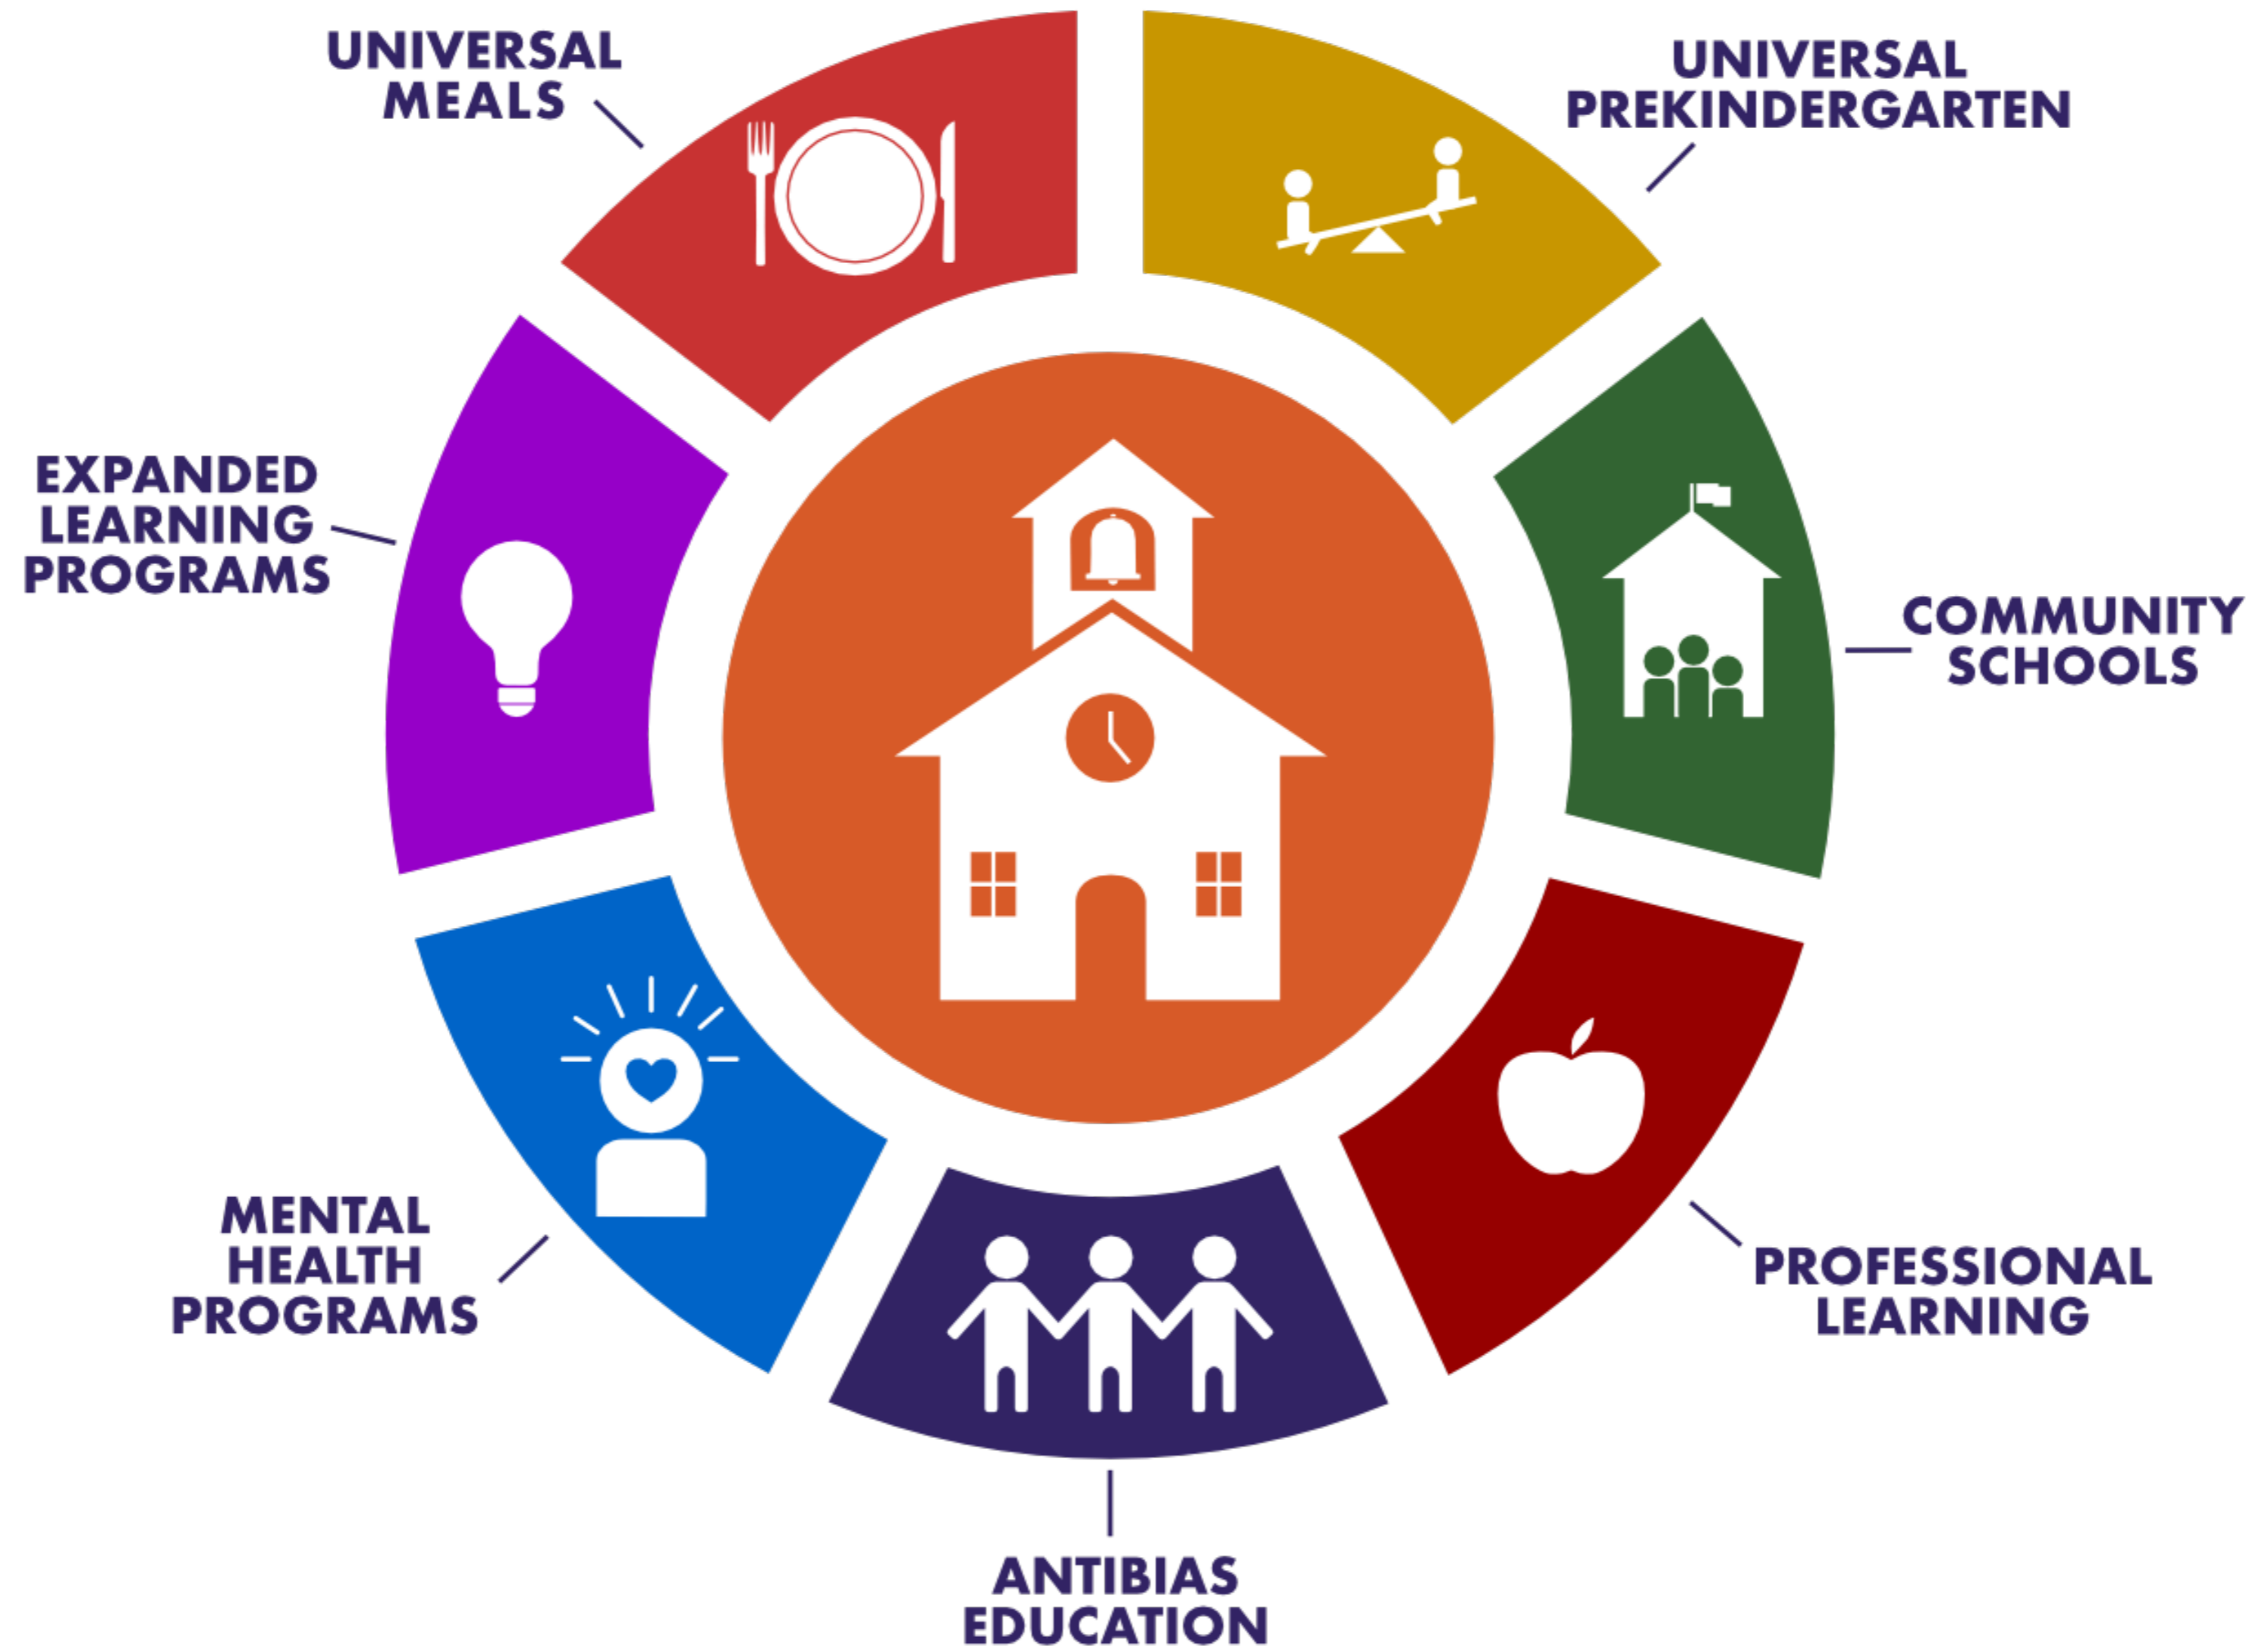 UNIVERSAL
MEALS
UNIVERSAL
PREKINDERGARTEN
EXPANDED
LEARNING
PROGRAMS
COMMUNITY
SCHOOLS
MENTAL
HEALTH
PROGRAMS
PROFESSIONAL
LEARNING
ANTIBIAS
EDUCATION